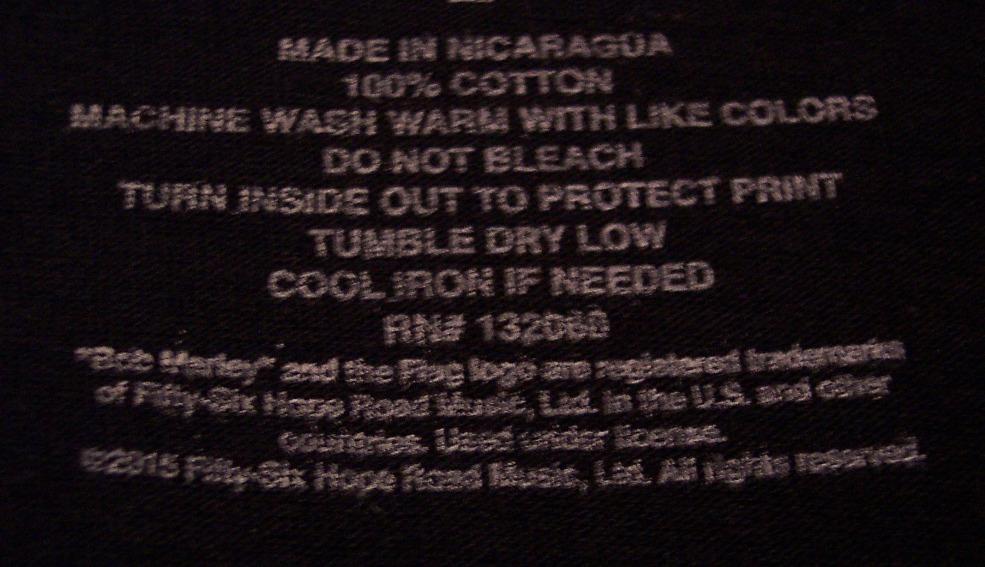 MADE IN NICARAGUA
100% COTTON
MACHINE WASH WARM WITH LIKE COLORS
DO NOT BLEACH
TURN INSIDE OUT TO PROTECT PRINT
TUMBLE DRY LOW
COOL IRON IF NEEDED
RN# 132060
"Bob Marley" and the Flag logo are registered trademarks
of Fifty-Six Hope Road Music, Ltd. in the U.S. and other
countries. Used under license.
©2015 Fifty-Six Hope Road Music, Ltd. All rights reserved.